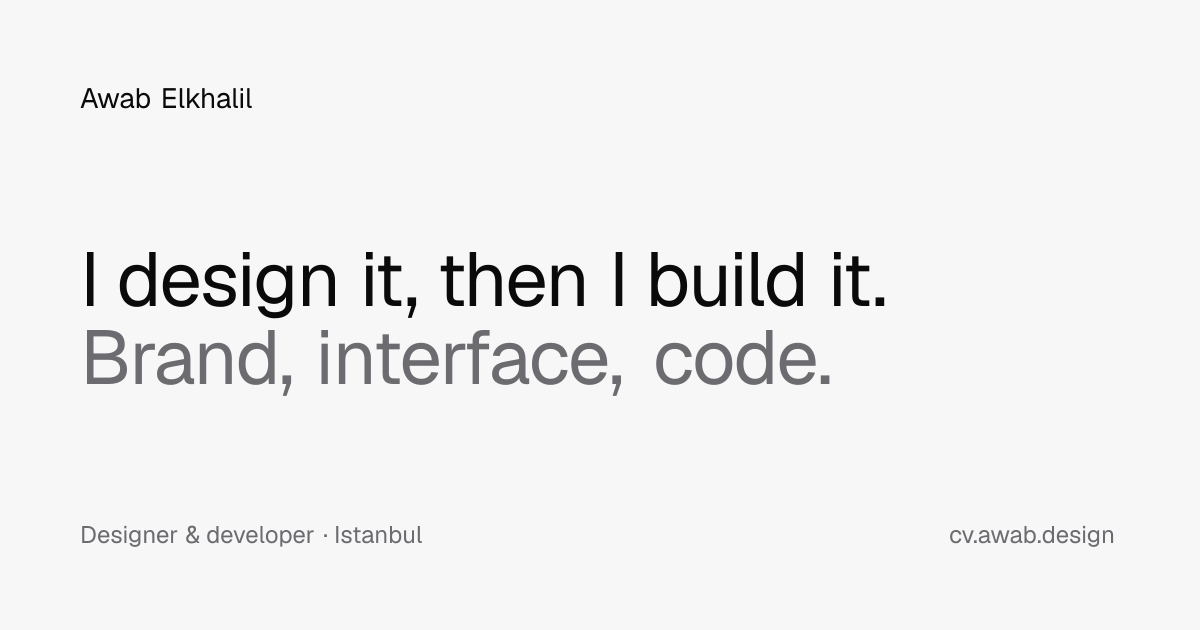 Awab Elkhalil
I design it, then I build it.
Brand, interface, code.
Designer & developer · Istanbul
cv.awab.design